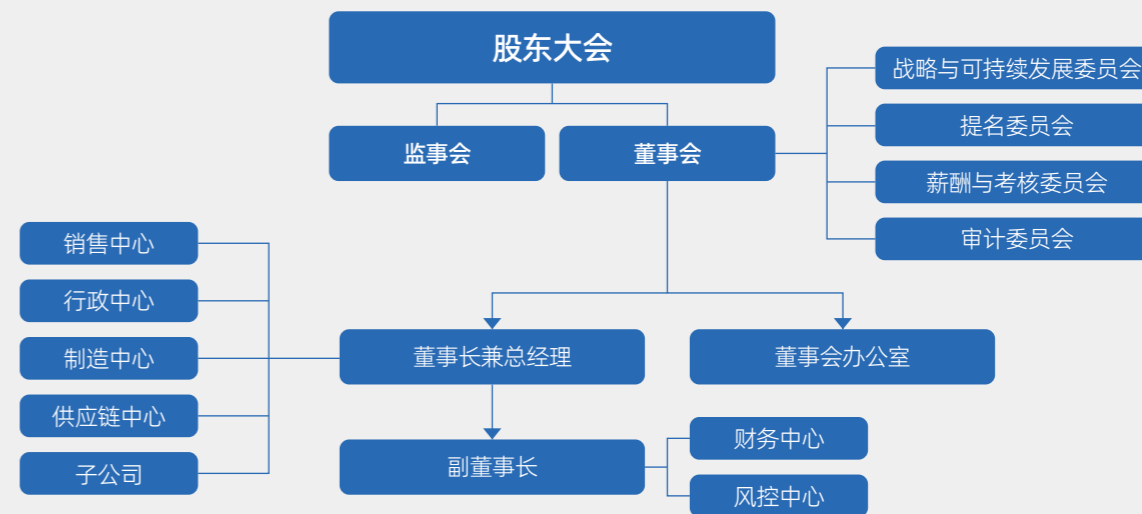 股东大会
监事会
董事会
战略与可持续发展委员会
提名委员会
薪酬与考核委员会
审计委员会
销售中心
行政中心
制造中心
供应链中心
子公司
董事长兼总经理
董事会办公室
副董事长
财务中心
风控中心